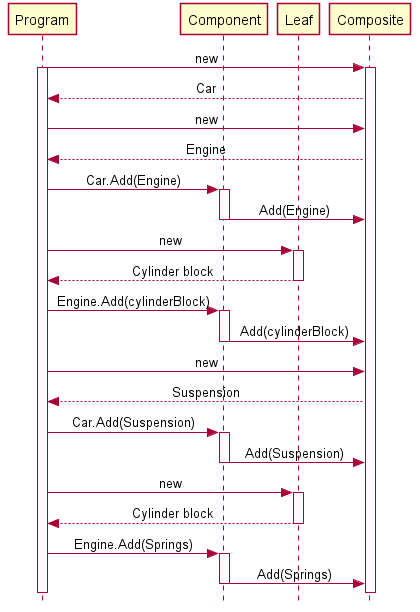 Program Component Leaf Composite
new
Car
new
Engine
Car.Add(Engine)
Add(Engine)
new
Cylinder block
Engine.Add(cylinderBlock)
Add(cylinderBlock)
new
Suspension
Car.Add(Suspension)
Add(Suspension)
new
Cylinder block
Engine.Add(Springs)
Add(Springs)